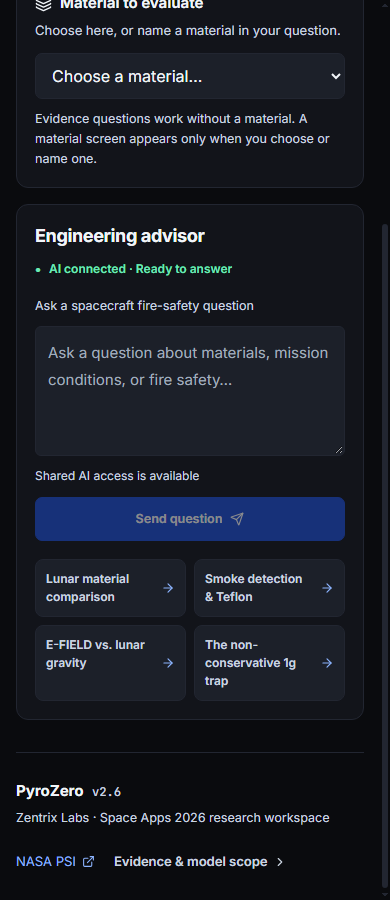 Material to evaluate
Choose here, or name a material in your question.
Choose a material...
Evidence questions work without a material. A
material screen appears only when you choose or
name one.
Engineering advisor
AI connected · Ready to answer
Ask a spacecraft fire-safety question
Ask a question about materials, mission
conditions, or fire safety...
Shared AI access is available
Send question
Lunar material
comparison
Smoke detection
& Teflon
E-FIELD vs. lunar
gravity
The non-
conservative 1g
trap
PyroZero v2.6
Zentrix Labs · Space Apps 2026 research workspace
NASA PSI Evidence & model scope